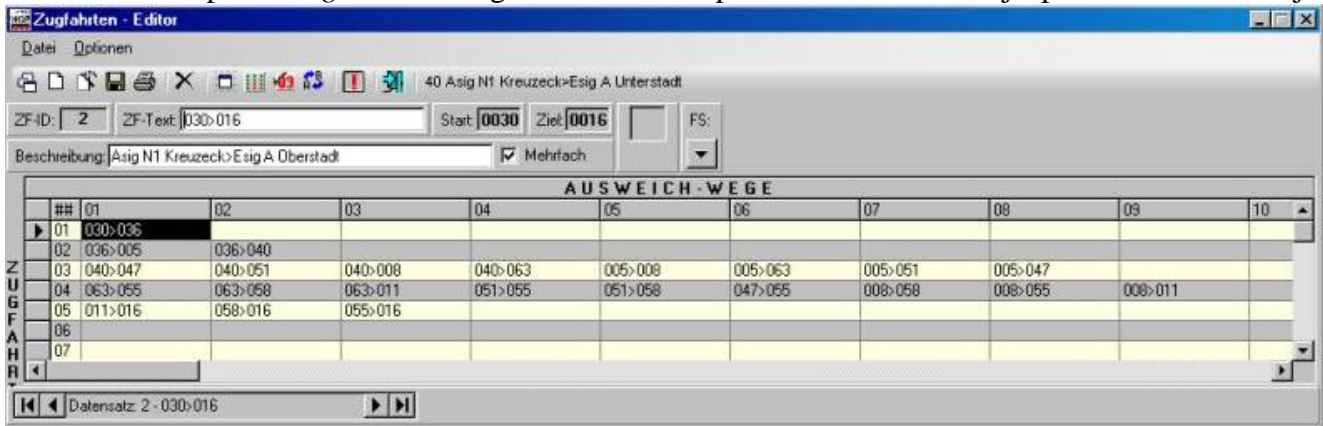 Zugfahrten - Editor
Datei Optionen
40 Asig N1 Kreuzeck>Esig A Unterstadt
ZF-ID: 2 ZF-Text: 030>016 Start: 0030 Ziel: 0016 FS:
Beschreibung: Asig N1 Kreuzeck>Esig A Oberstadt Mehrfach
AUSWEICH-WEGE
## 01 02 03 04 05 06 07 08 09 10
01 030>036
02 036>005 036>040
03 040>047 040>051 040>008 040>063 005>008 005>063 005>051 005>047
04 063>055 063>058 063>011 051>055 051>058 047>055 008>058 008>055 008>011
05 011>016 058>016 055>016
06
07
ZUGFAHRT
Datensatz: 2 - 030>016